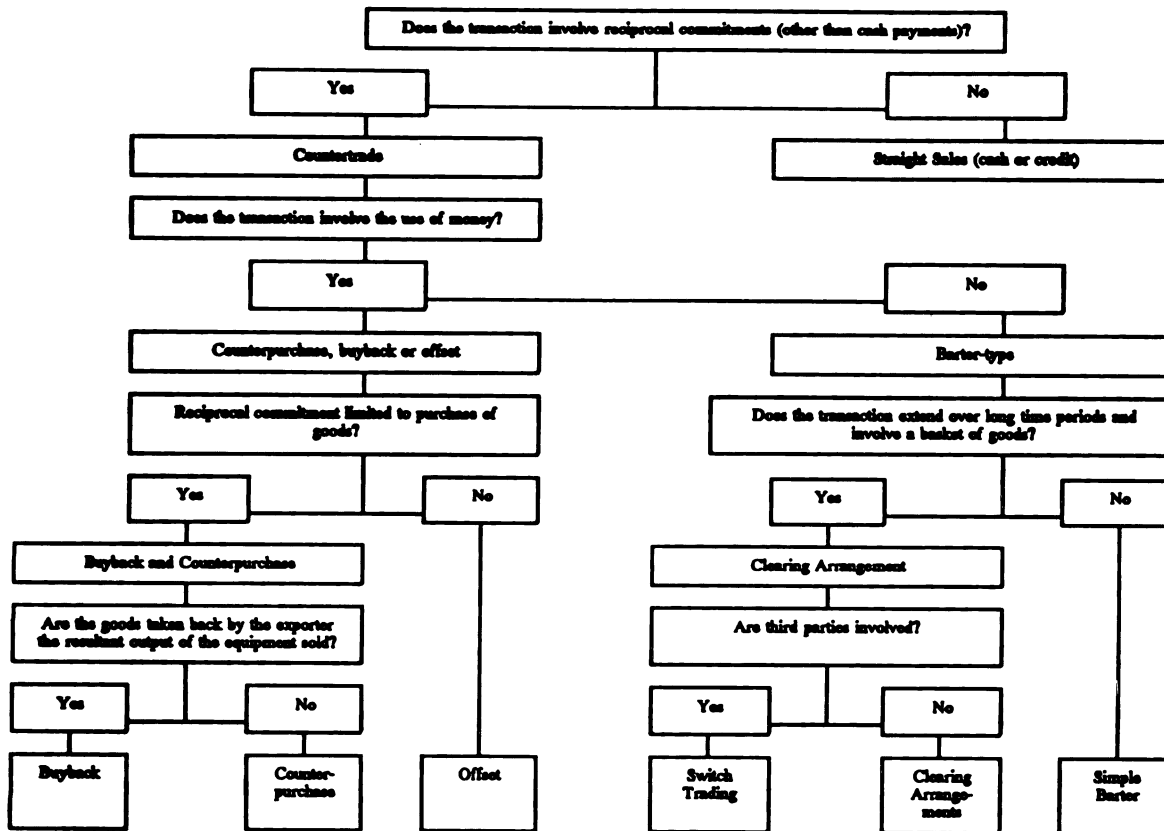 Does the transaction involve reciprocal commitments (other than cash payments)?
Yes
No
Countertrade
Straight Sales (cash or credit)
Does the transaction involve the use of money?
Yes
No
Counterpurchase, buyback or offset
Barter-type
Reciprocal commitment limited to purchase of
goods?
Does the transaction extend over long time periods and
involve a basket of goods?
Yes
No
Yes
No
Buyback and Counterpurchase
Clearing Arrangement
Are the goods taken back by the exporter
the resultant output of the equipment sold?
Are third parties involved?
Yes
No
Yes
No
Buyback
Counter-
purchase
Offset
Switch
Trading
Clearing
Arrange-
ments
Simple
Barter